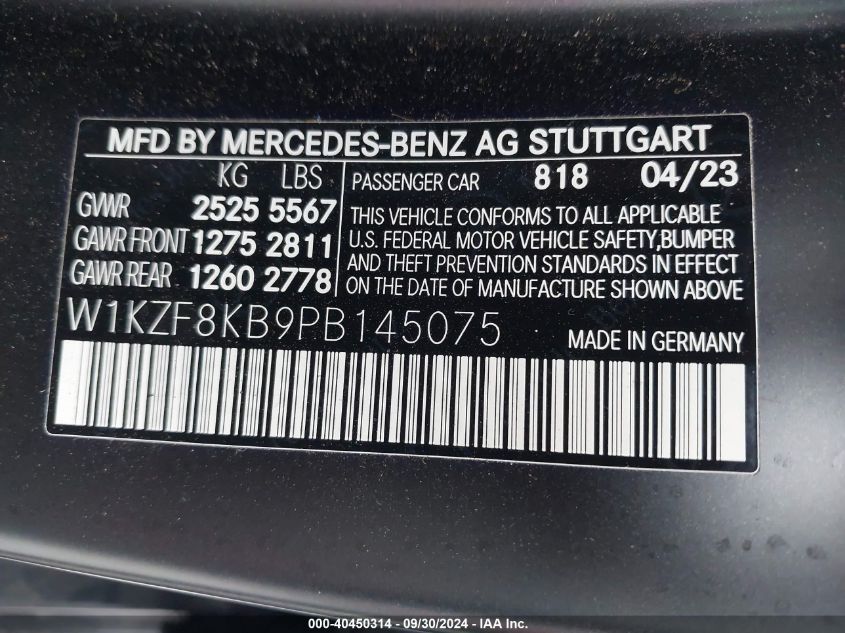 MFD BY MERCEDES-BENZ AG STUTTGART
KG LBS
PASSENGER CAR 818 04/23
GVWR 2525 5567
GAWR FRONT 1275 2811
GAWR REAR 1260 2778
THIS VEHICLE CONFORMS TO ALL APPLICABLE
U.S. FEDERAL MOTOR VEHICLE SAFETY,BUMPER
AND THEFT PREVENTION STANDARDS IN EFFECT
ON THE DATE OF MANUFACTURE SHOWN ABOVE
W1KZF8KB9PB145075
MADE IN GERMANY
000-40450314 - 09/30/2024 - IAA Inc.